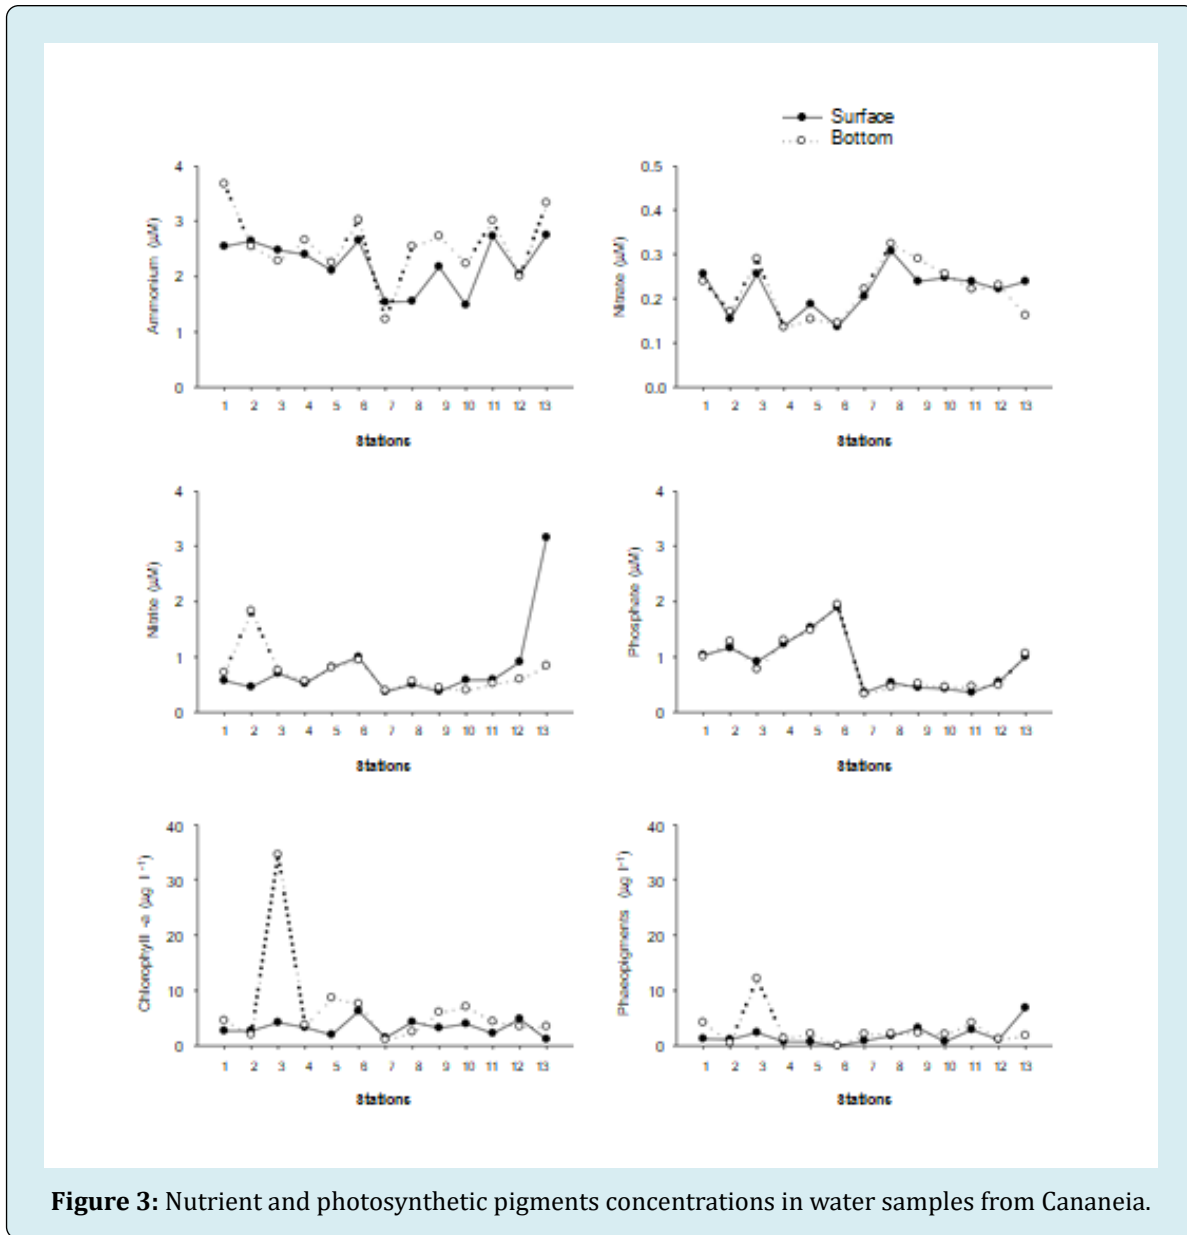 Surface
Bottom
4
3
2
1
0
Ammonium (µM)
1 2 3 4 5 6 7 8 9 10 11 12 13
Stations
0.5
0.4
0.3
0.2
0.1
0.0
Nitrate (µM)
1 2 3 4 5 6 7 8 9 10 11 12 13
Stations
4
3
2
1
0
Nitrite (µM)
1 2 3 4 5 6 7 8 9 10 11 12 13
Stations
4
3
2
1
0
Phosphate (µM)
1 2 3 4 5 6 7 8 9 10 11 12 13
Stations
40
30
20
10
0
Chlorophyll -a (µg l⁻¹)
1 2 3 4 5 6 7 8 9 10 11 12 13
Stations
40
30
20
10
0
Phaeopigments (µg l⁻¹)
1 2 3 4 5 6 7 8 9 10 11 12 13
Stations
Figure 3: Nutrient and photosynthetic pigments concentrations in water samples from Cananeia.